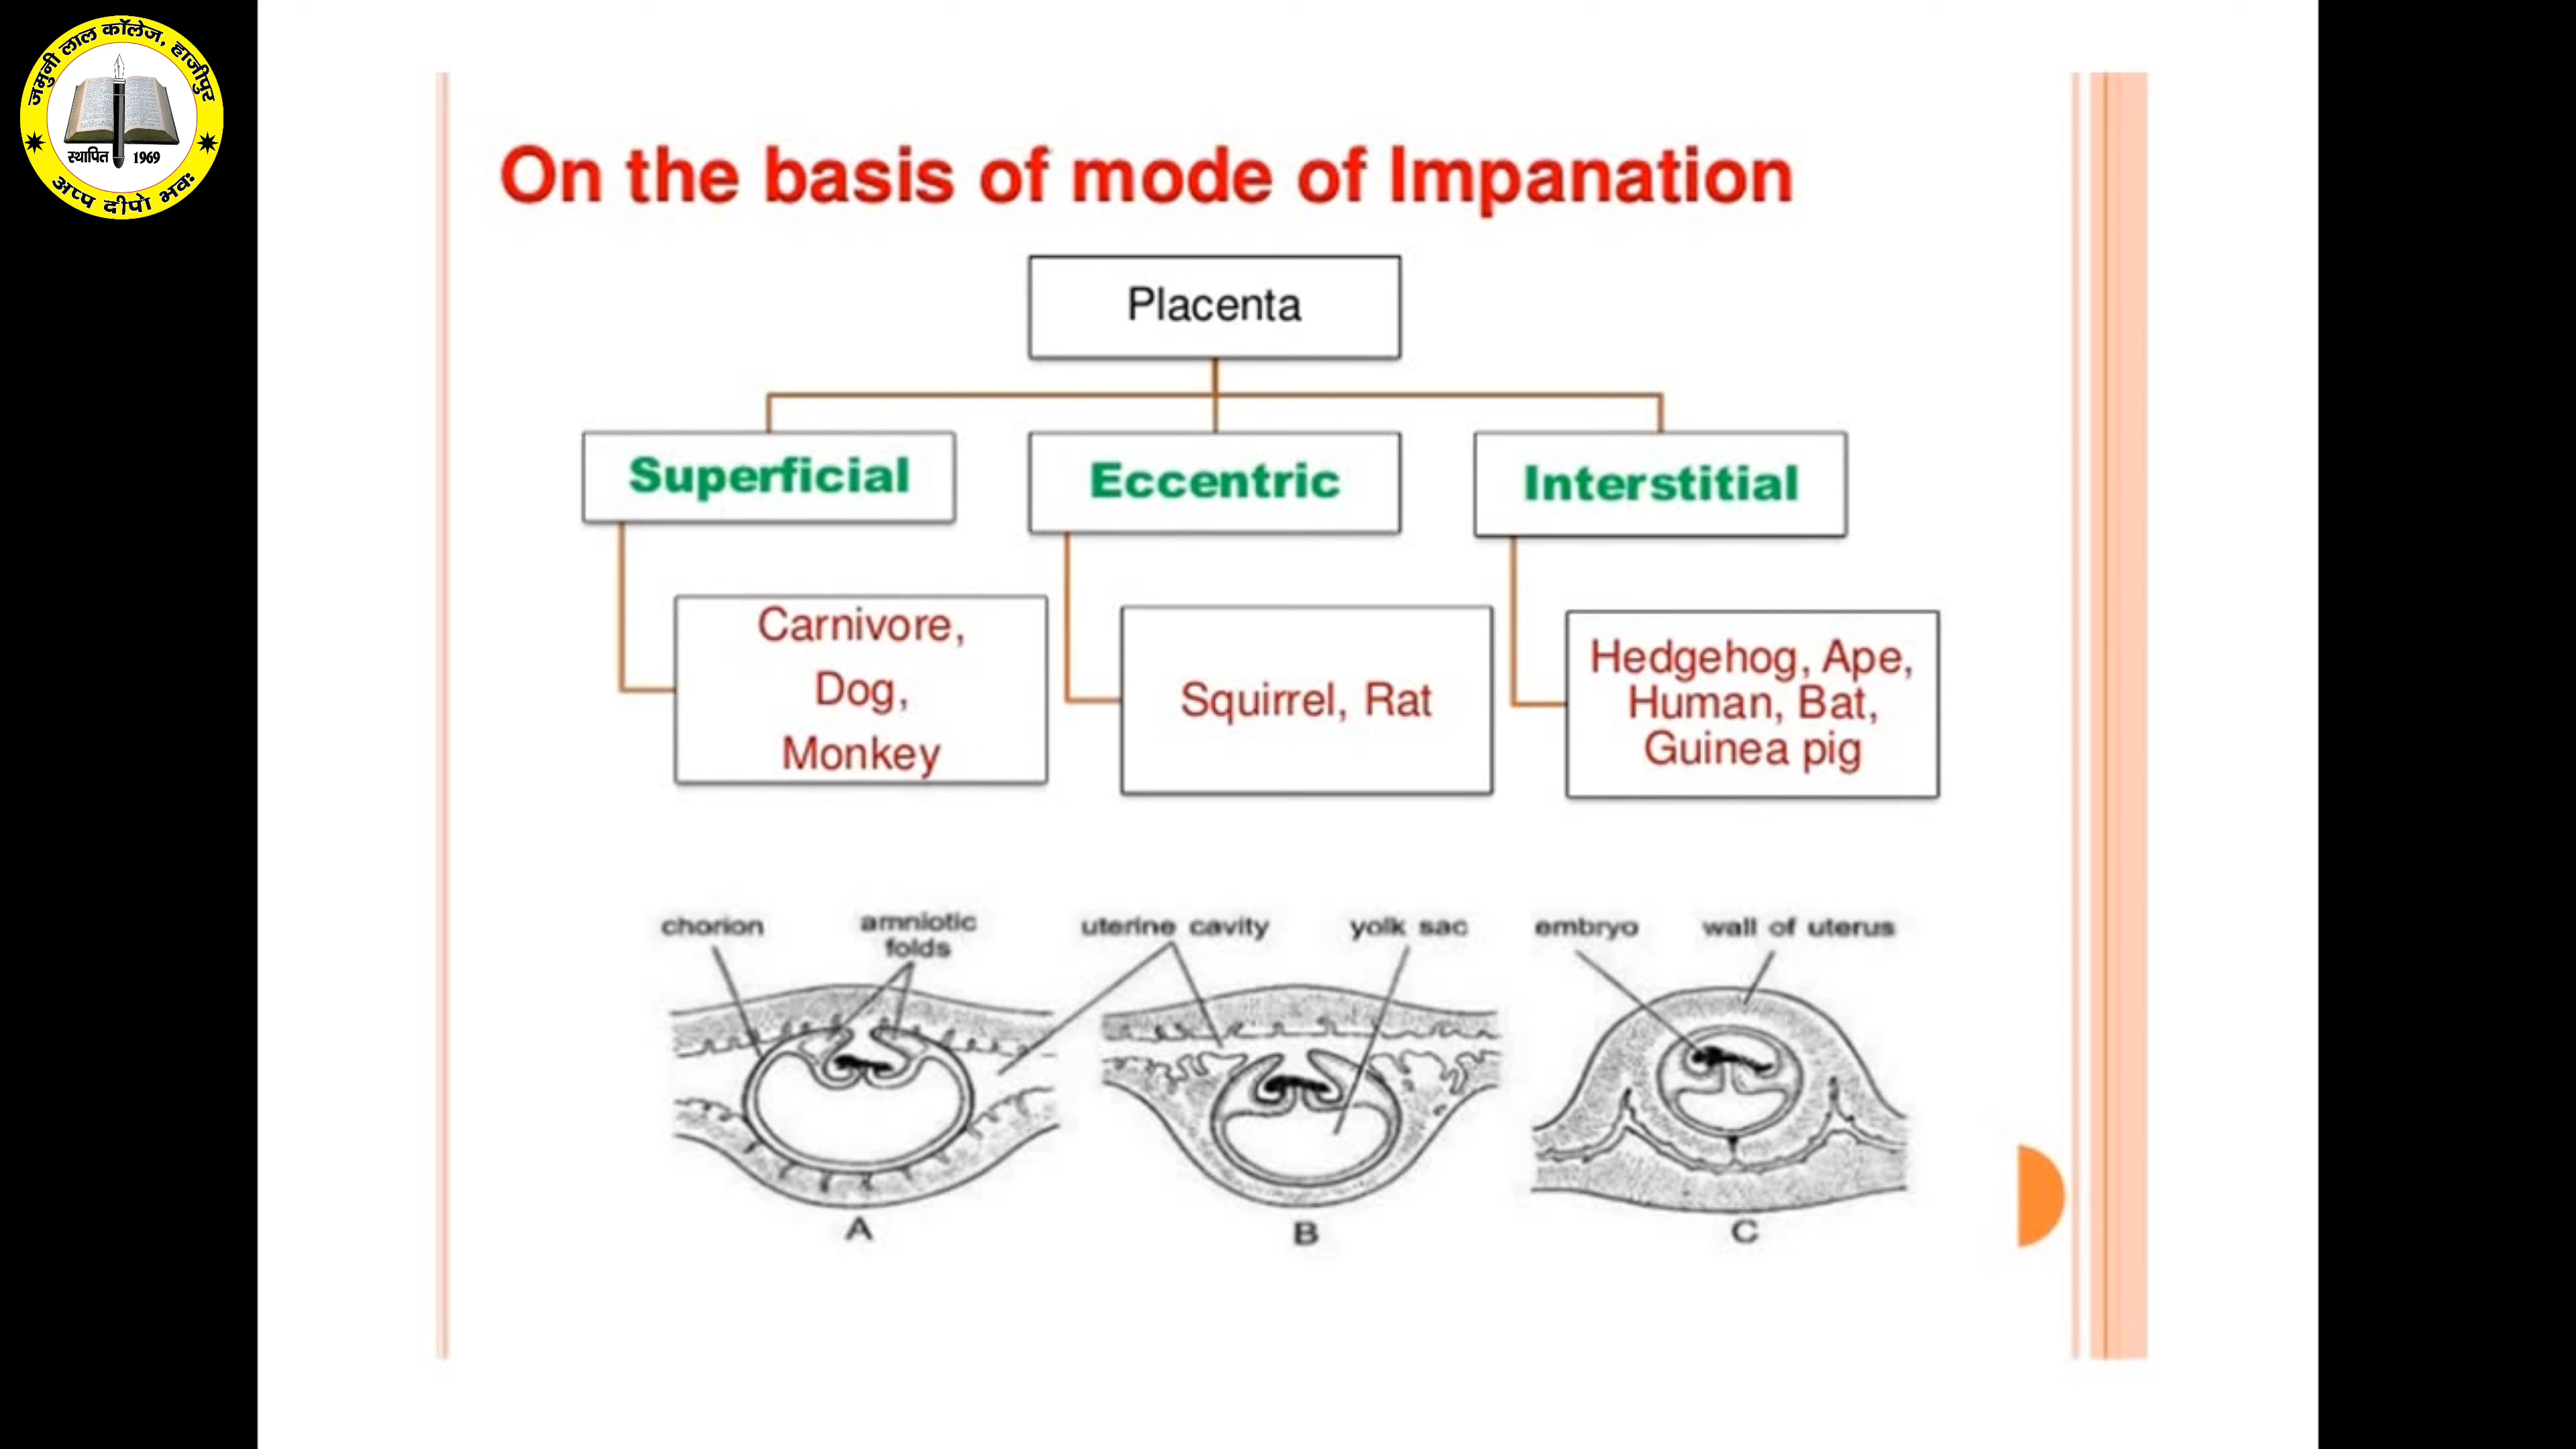 जमुनी लाल कॉलेज, हाजीपुर
स्थापित 1969
अप्प दीपो भवः
On the basis of mode of Impanation
Placenta
Superficial
Eccentric
Interstitial
Carnivore,
Dog,
Monkey
Squirrel, Rat
Hedgehog, Ape,
Human, Bat,
Guinea pig
chorion
amniotic
folds
uterine cavity
yolk sac
embryo
wall of uterus
A
B
C